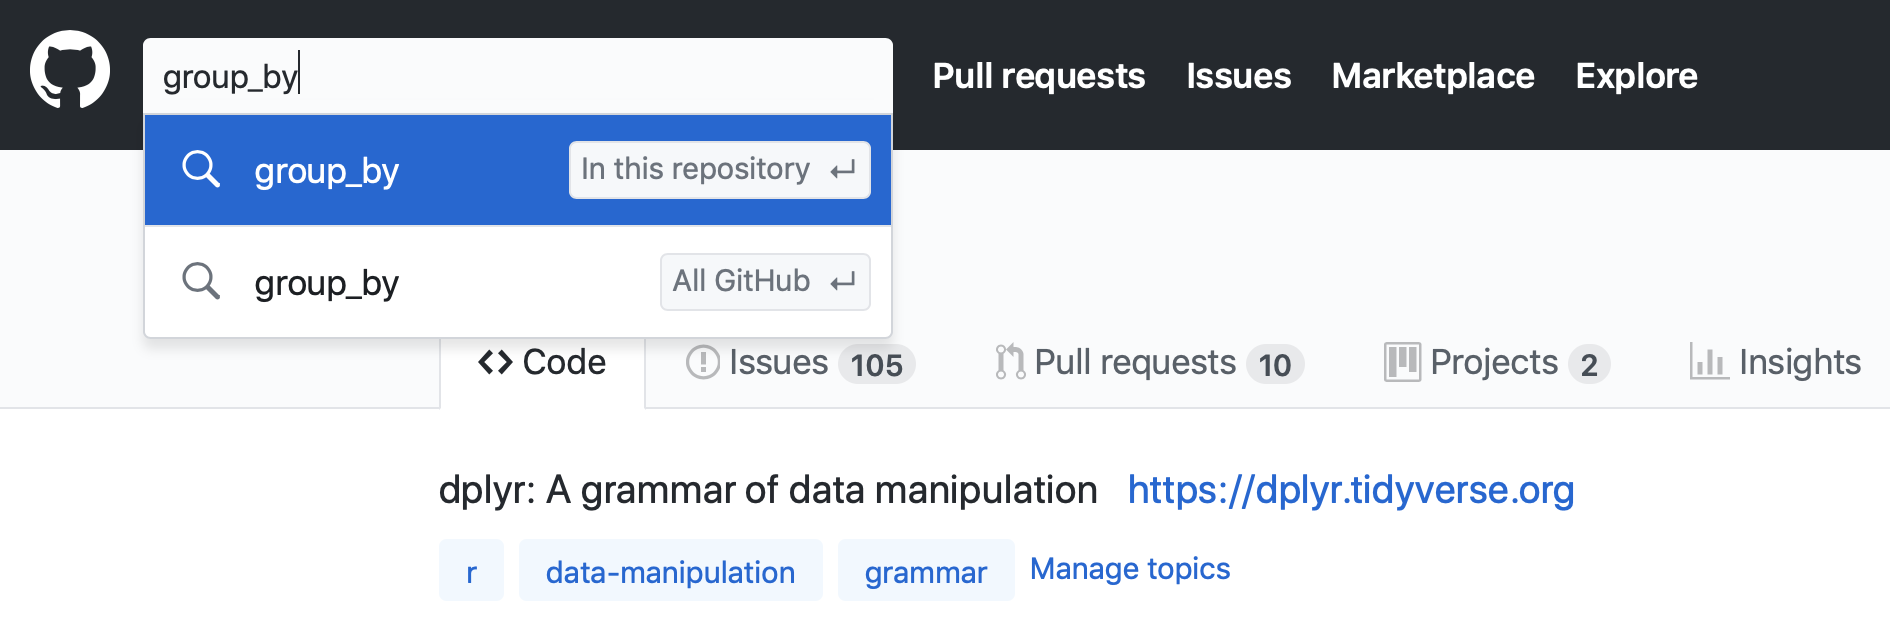 group_by
Pull requests Issues Marketplace Explore
group_by In this repository
group_by All GitHub
Code Issues 105 Pull requests 10 Projects 2 Insights
dplyr: A grammar of data manipulation https://dplyr.tidyverse.org
r data-manipulation grammar Manage topics